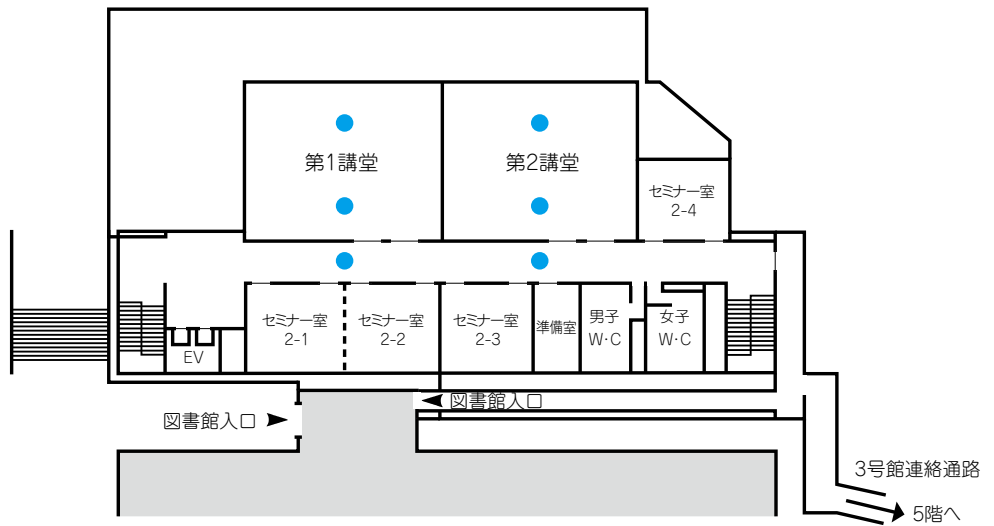 第1講堂
第2講堂
セミナー室
2-4
セミナー室
2-1
セミナー室
2-2
セミナー室
2-3
準備室
男子
W・C
女子
W・C
EV
図書館入口
図書館入口
3号館連絡通路
5階へ